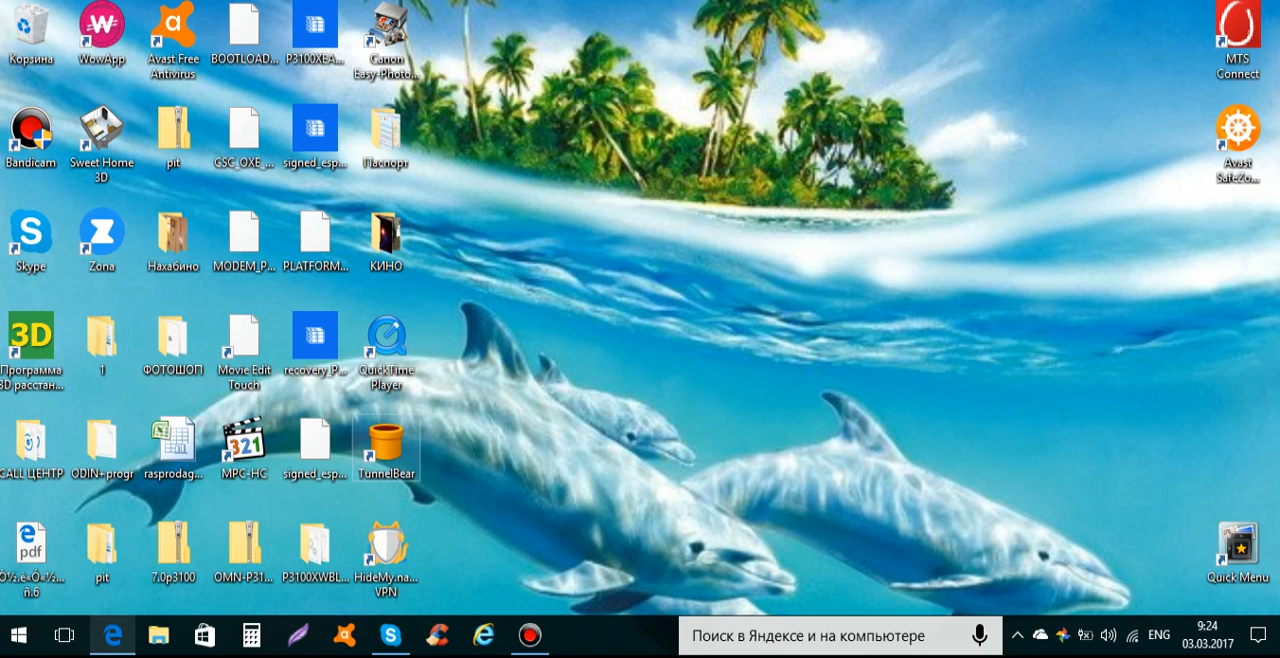 Корзина
WowApp
Avast Free
Antivirus
BOOTLOAD...
P3100XEA...
Canon
Easy-Photo...
MTS
Connect
Bandicam
Sweet Home
3D
pit
CSC_OXE_...
signed_esp...
Паспорт
Avast
SafeZo...
Skype
Zona
Нахабино
MODEM_P...
PLATFORM...
КИНО
3D
Программа
3D расстан...
1
ФОТОШОП
Movie Edit
Touch
recovery_P...
QuickTime
Player
CALL ЦЕНТР
ODIN+progr
rasprodag...
321
MPC-HC
signed_esp...
TunnelBear
pdf
pit
7.0p3100
OMN-P31...
P3100XWBL...
HideMy.na...
VPN
Quick Menu
Поиск в Яндексе и на компьютере
ENG
9:24
03.03.2017